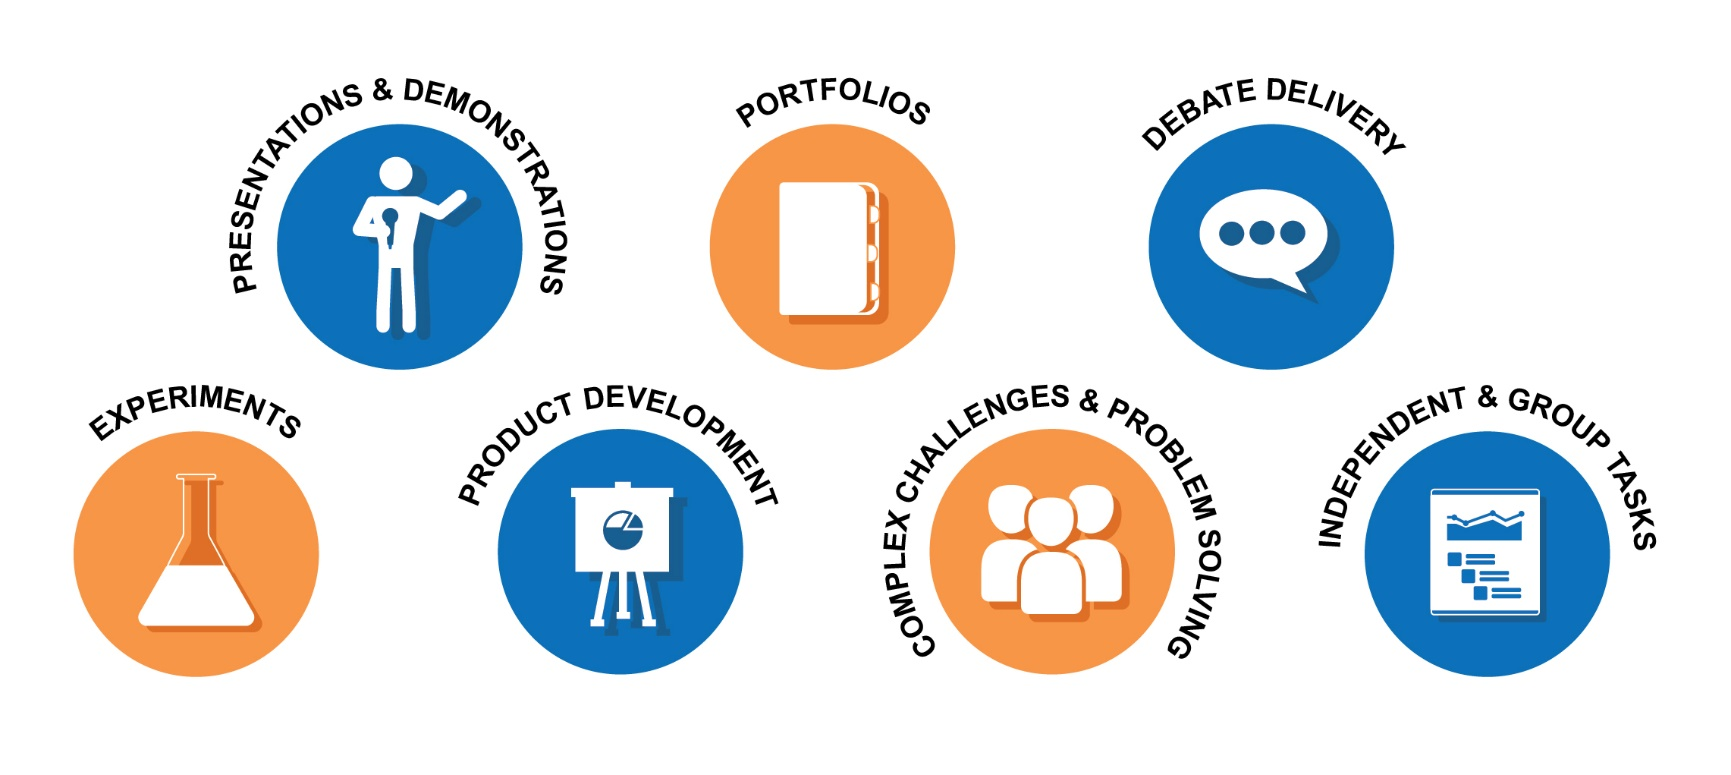 PRESENTATIONS & DEMONSTRATIONS
PORTFOLIOS
DEBATE DELIVERY
EXPERIMENTS
PRODUCT DEVELOPMENT
COMPLEX CHALLENGES & PROBLEM SOLVING
INDEPENDENT & GROUP TASKS